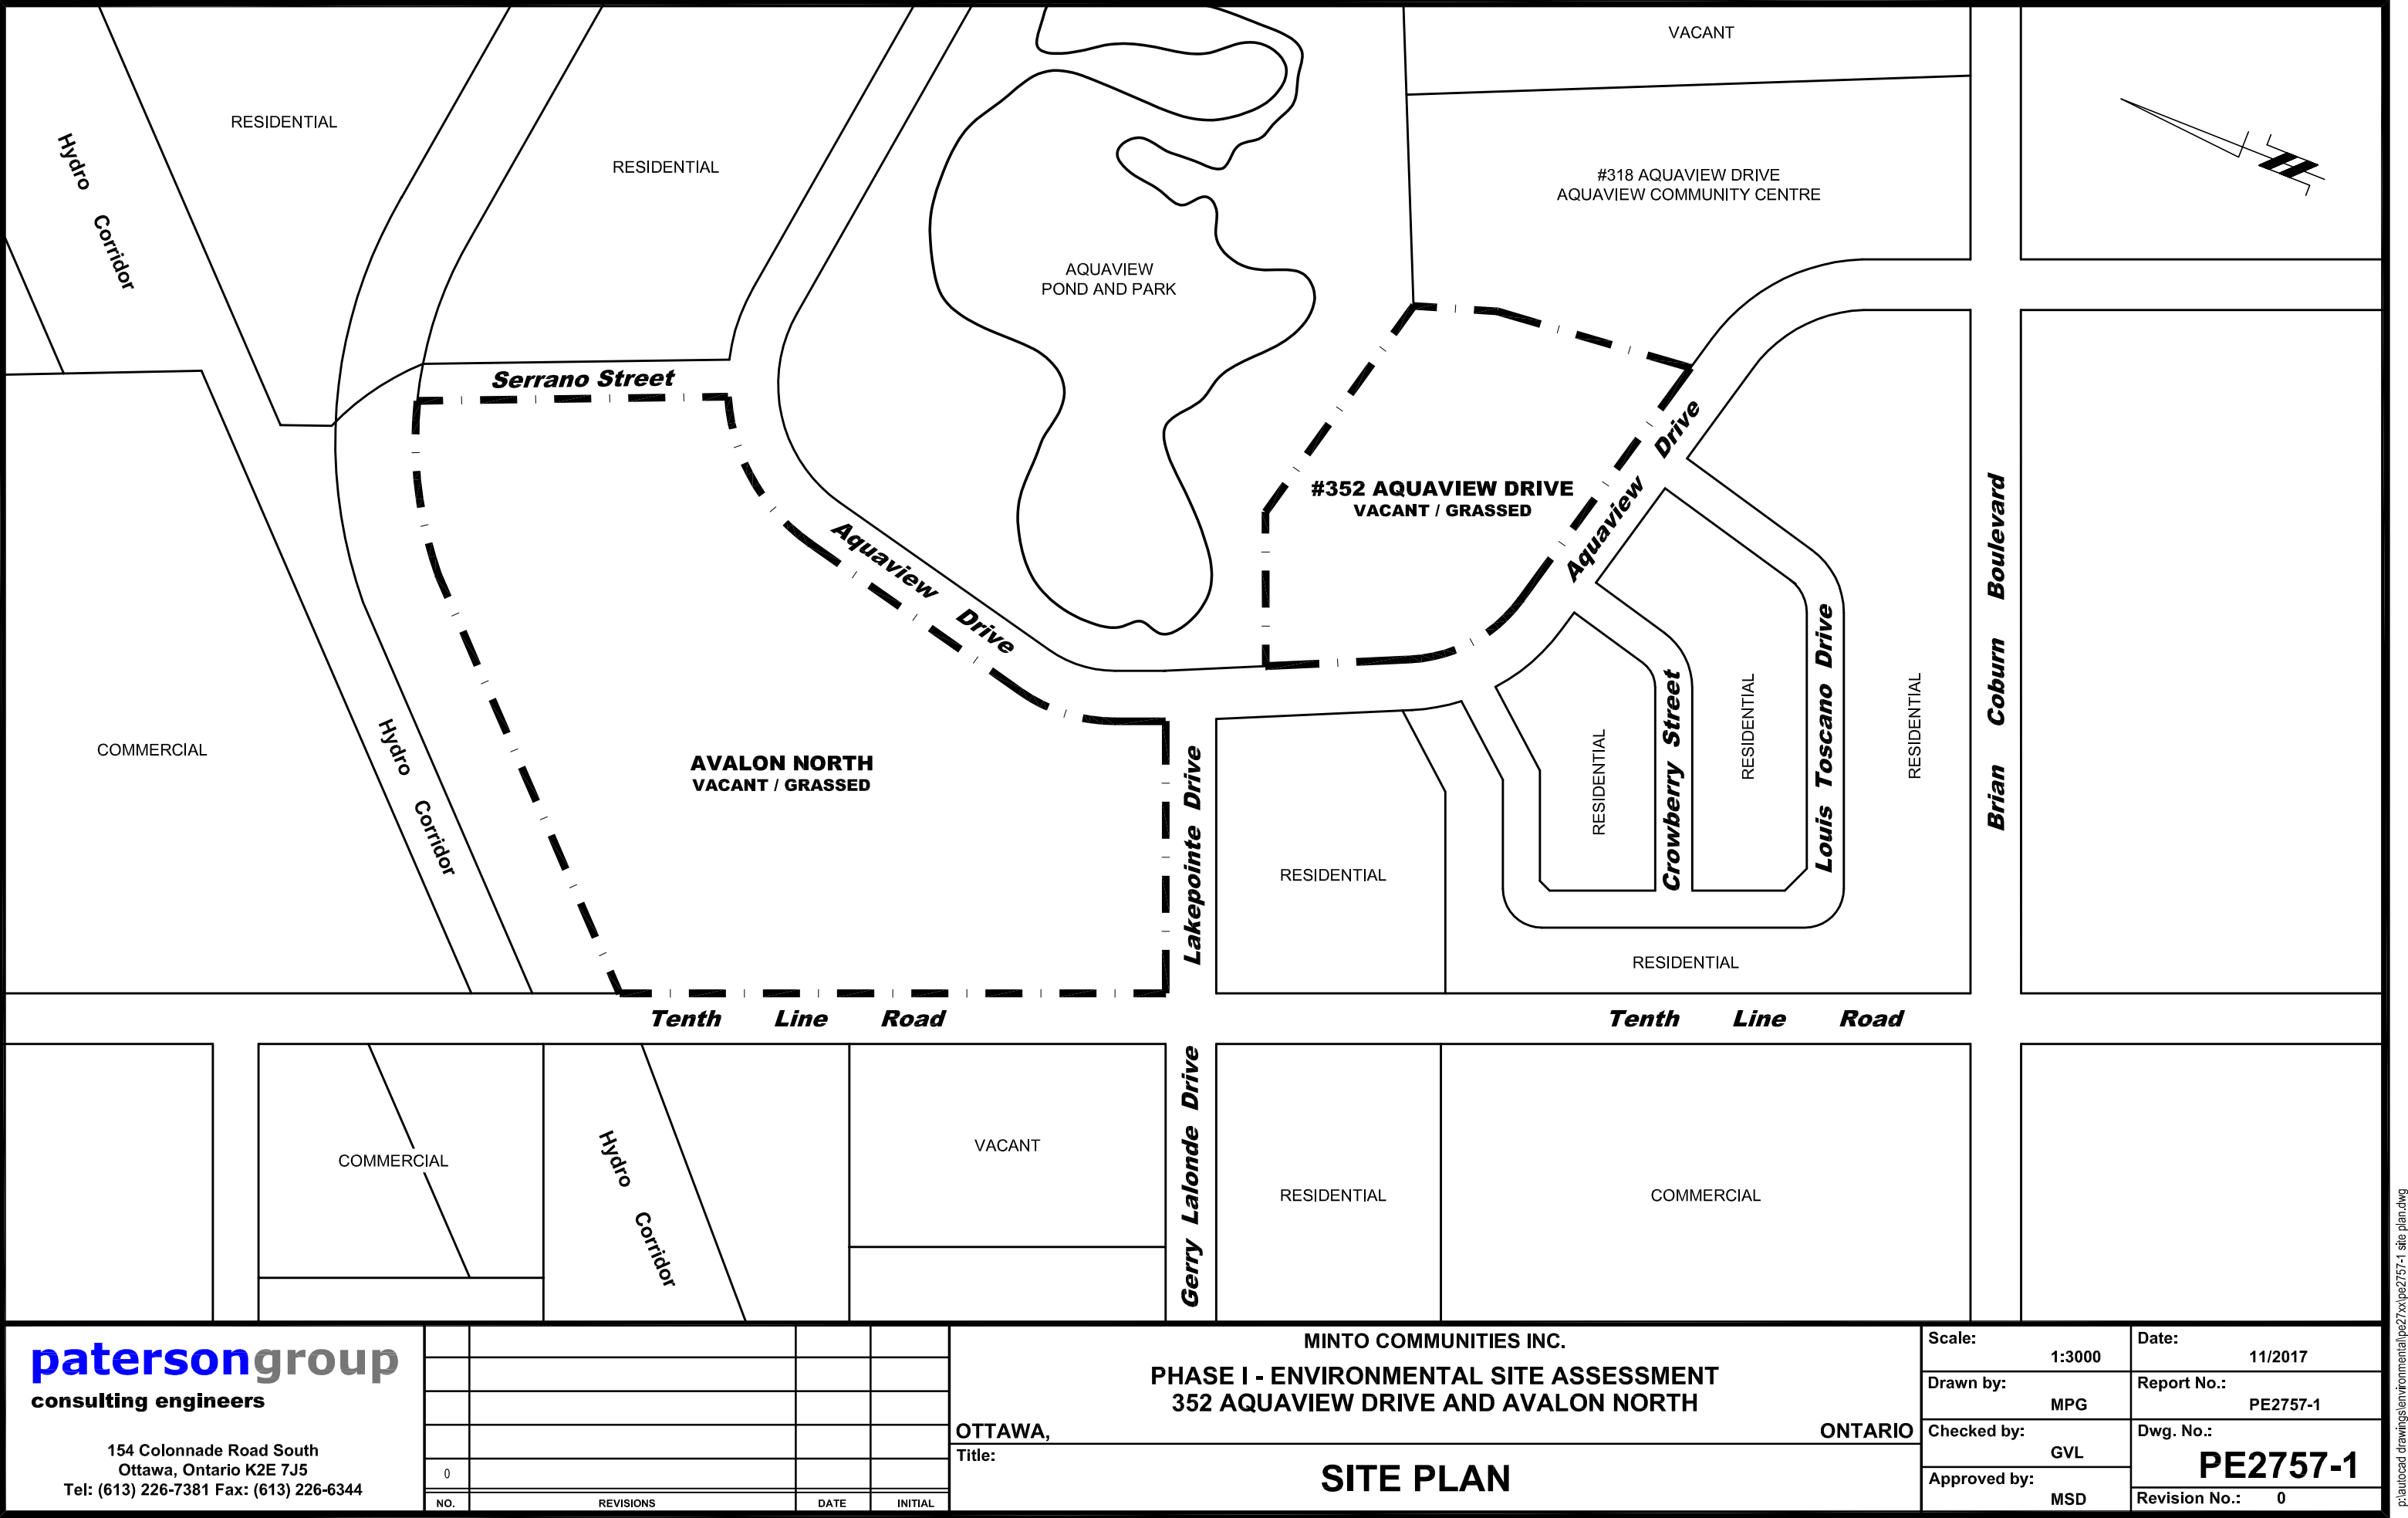 VACANT
RESIDENTIAL
RESIDENTIAL
Hydro Corridor
#318 AQUAVIEW DRIVE
AQUAVIEW COMMUNITY CENTRE
AQUAVIEW
POND AND PARK
Serrano Street
#352 AQUAVIEW DRIVE
VACANT / GRASSED
Aquaview Drive
Aquaview Drive
Brian Coburn Boulevard
COMMERCIAL
Hydro Corridor
AVALON NORTH
VACANT / GRASSED
Lakepointe Drive
RESIDENTIAL
RESIDENTIAL
Crowberry Street
RESIDENTIAL
Louis Toscano Drive
RESIDENTIAL
RESIDENTIAL
Tenth Line Road
Tenth Line Road
COMMERCIAL
Hydro Corridor
VACANT
Gerry Lalonde Drive
RESIDENTIAL
COMMERCIAL
patersongroup
consulting engineers
154 Colonnade Road South
Ottawa, Ontario K2E 7J5
Tel: (613) 226-7381 Fax: (613) 226-6344
0
NO. REVISIONS DATE INITIAL
MINTO COMMUNITIES INC.
PHASE I - ENVIRONMENTAL SITE ASSESSMENT
352 AQUAVIEW DRIVE AND AVALON NORTH
OTTAWA, ONTARIO
Title:
SITE PLAN
Scale:
1:3000
Date:
11/2017
Drawn by:
MPG
Report No.:
PE2757-1
Checked by:
GVL
Dwg. No.:
PE2757-1
Approved by:
MSD
Revision No.: 0
p:\autocad drawings\environmental\pe27xx\pe2757-1 site plan.dwg